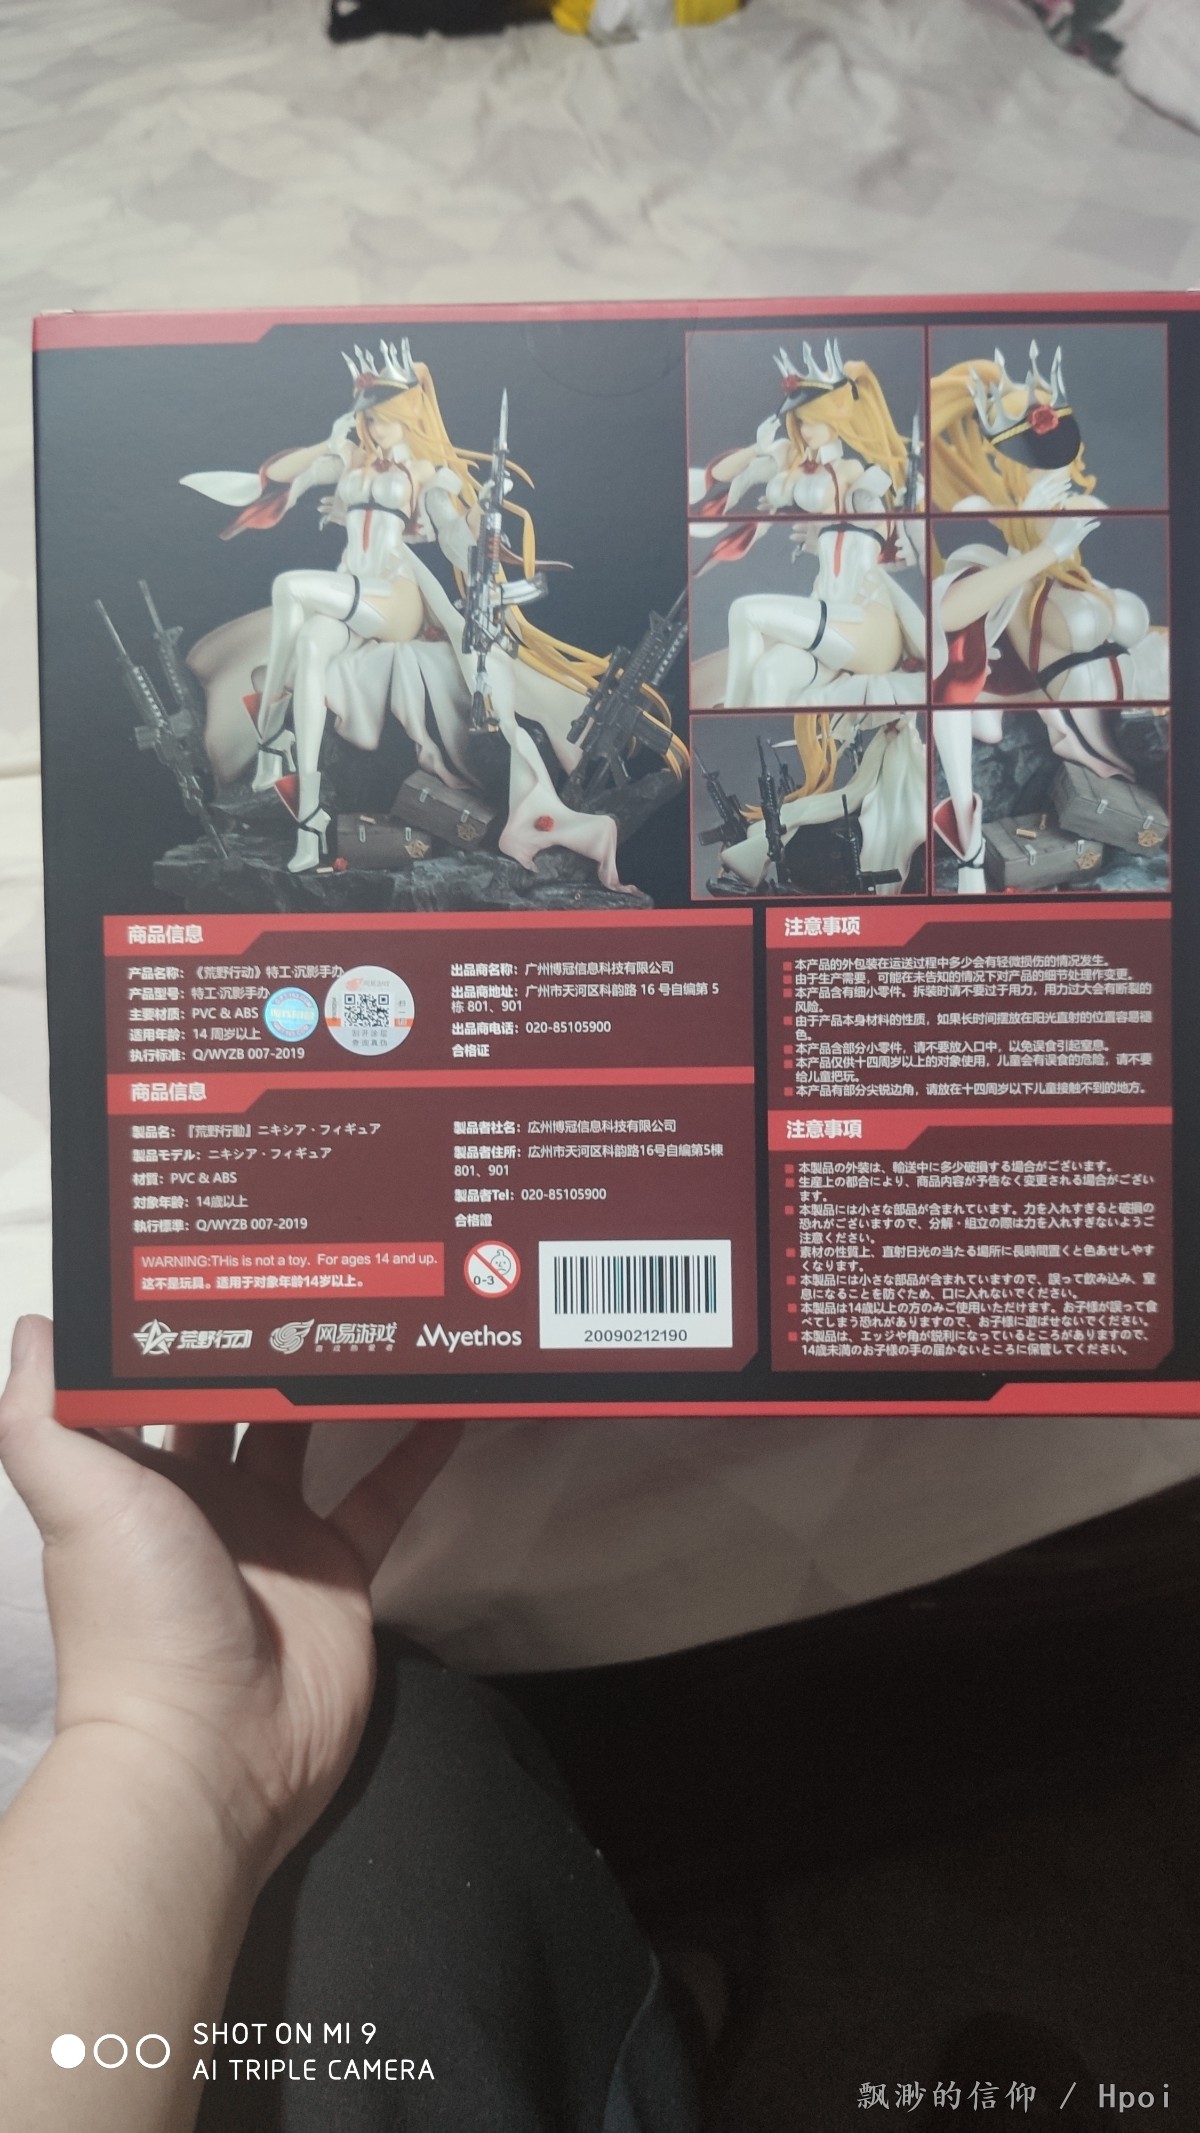 商品信息
产品名称：《荒野行动》特工·沉影手办
产品型号：特工·沉影手办
主要材质：PVC & ABS
适用年龄：14 周岁以上
执行标准：Q/WYZB 007-2019
出品商名称：广州博冠信息科技有限公司
出品商地址：广州市天河区科韵路 16 号自编第 5
栋 801、901
出品商电话：020-85105900
合格证
刮开涂层
查询真伪
商品信息
製品名：『荒野行動』ニキシア・フィギュア
製品モデル：ニキシア・フィギュア
材質：PVC & ABS
対象年齢：14歳以上
執行標準：Q/WYZB 007-2019
製品者社名：広州博冠信息科技有限公司
製品者住所：広州市天河区科韵路16号自編第5棟
801、901
製品者Tel：020-85105900
合格證
WARNING:THis is not a toy. For ages 14 and up.
这不是玩具。适用于对象年龄14岁以上。
0-3
荒野行动
网易游戏
游戏热爱者
Myethos
20090212190
注意事项
本产品的外包装在运送过程中多少会有轻微损伤的情况发生。
由于生产需要，可能在未告知的情况下对产品的细节处理作变更。
本产品含有细小零件。拆装时请不要过于用力，用力过大会有断裂的
风险。
由于产品本身材料的性质，如果长时间摆放在阳光直射的位置容易褪
色。
本产品含部分小零件，请不要放入口中，以免误食引起窒息。
本产品仅供十四周岁以上的对象使用，儿童会有误食的危险，请不要
给儿童把玩。
本产品有部分尖锐边角，请放在十四周岁以下儿童接触不到的地方。
注意事項
本製品の外装は、輸送中に多少破損する場合がございます。
生産上の都合により、商品内容が予告なく変更される場合がござい
ます。
本製品には小さな部品が含まれています。力を入れすぎると破損の
恐れがございますので、分解・組立の際は力を入れすぎないようご
注意ください。
素材の性質上、直射日光の当たる場所に長時間置くと色あせしやす
くなります。
本製品には小さな部品が含まれていますので、誤って飲み込み、窒
息になることを防ぐため、口に入れないでください。
本製品は14歳以上の方のみご使用いただけます。お子様が誤って食
べてしまう恐れがありますので、お子様に遊ばせないでください。
本製品は、エッジや角が鋭利になっているところがありますので、
14歳未満のお子様の手の届かないところに保管してください。
SHOT ON MI 9
AI TRIPLE CAMERA
飘渺的信仰 / Hpoi